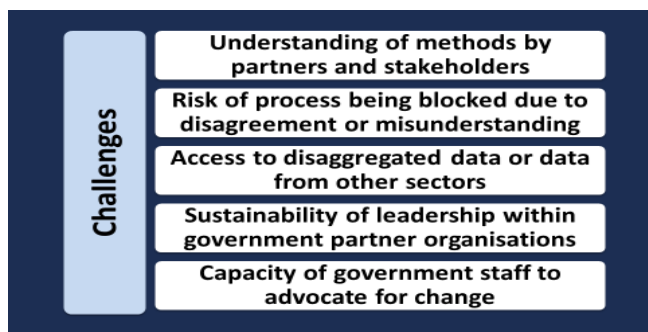 Challenges
Understanding of methods by
partners and stakeholders
Risk of process being blocked due to
disagreement or misunderstanding
Access to disaggregated data or data
from other sectors
Sustainability of leadership within
government partner organisations
Capacity of government staff to
advocate for change